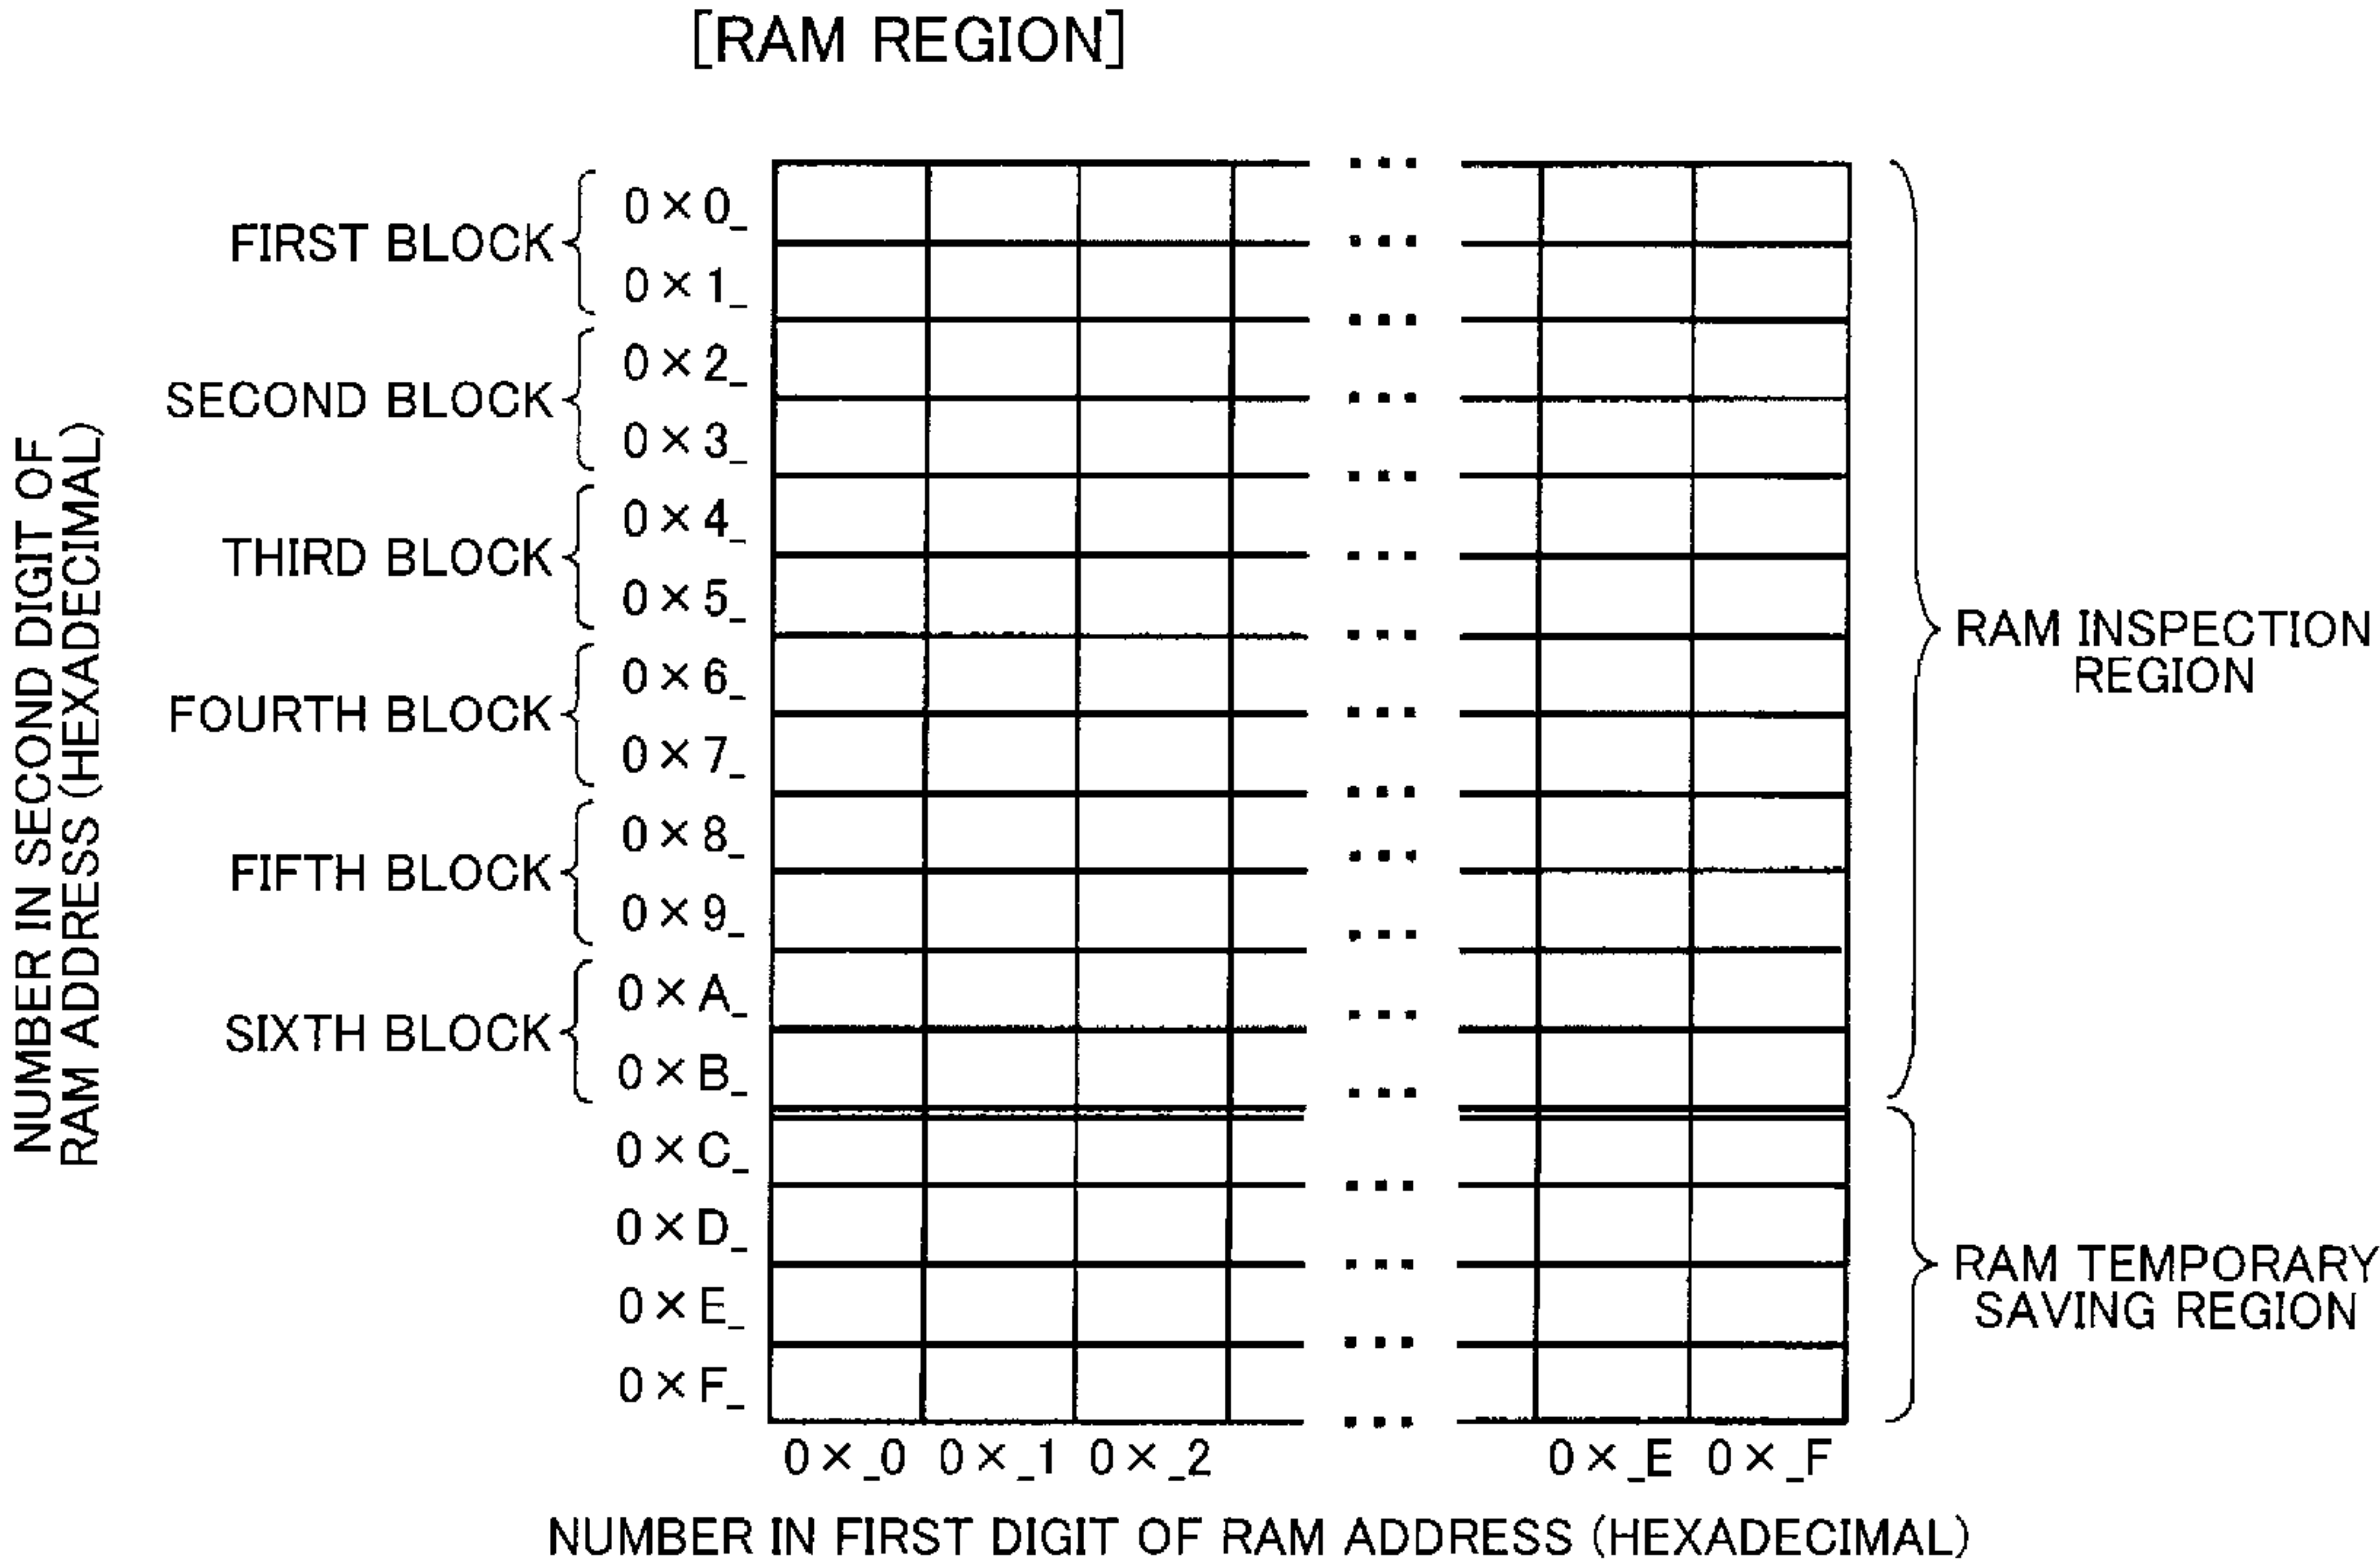 [RAM REGION]
FIRST BLOCK
0×0_
0×1_
SECOND BLOCK
0×2_
0×3_
THIRD BLOCK
0×4_
0×5_
FOURTH BLOCK
0×6_
0×7_
FIFTH BLOCK
0×8_
0×9_
SIXTH BLOCK
0×A_
0×B_
0×C_
0×D_
0×E_
0×F_
NUMBER IN SECOND DIGIT OF
RAM ADDRESS (HEXADECIMAL)
RAM INSPECTION
REGION
RAM TEMPORARY
SAVING REGION
0×_0 0×_1 0×_2 0×_E 0×_F
NUMBER IN FIRST DIGIT OF RAM ADDRESS (HEXADECIMAL)